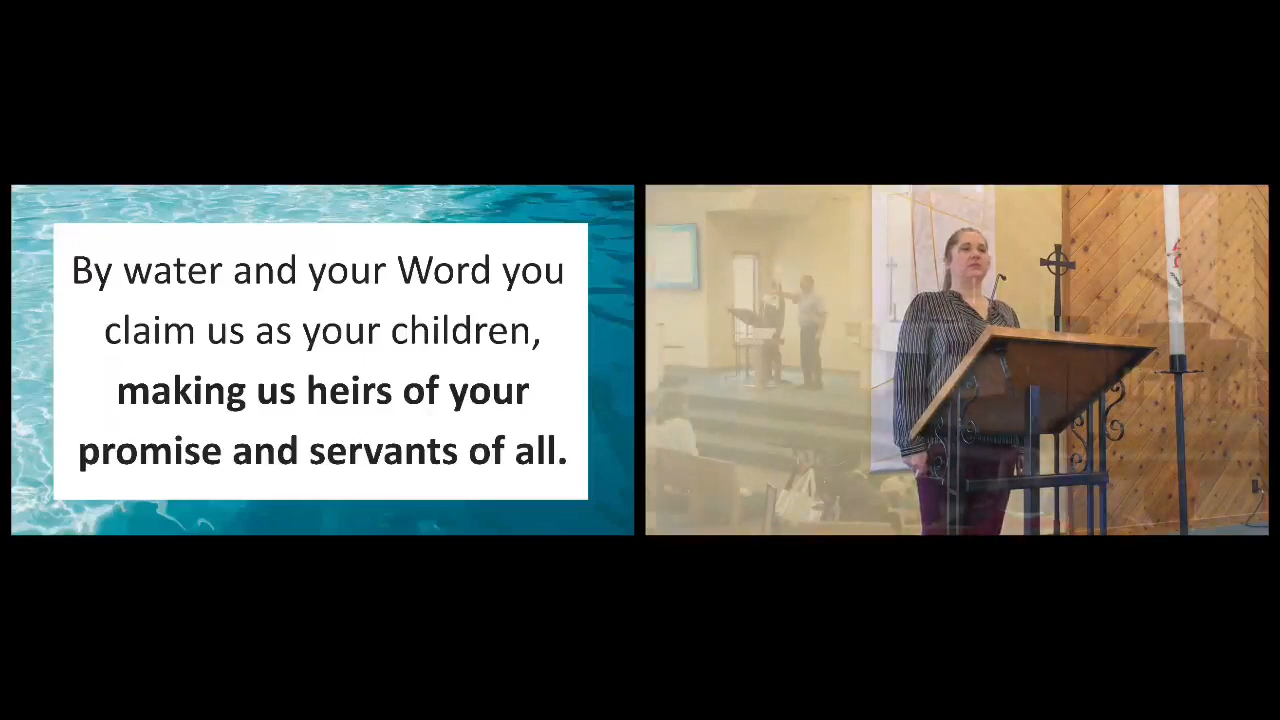 By water and your Word you
claim us as your children,
making us heirs of your
promise and servants of all.